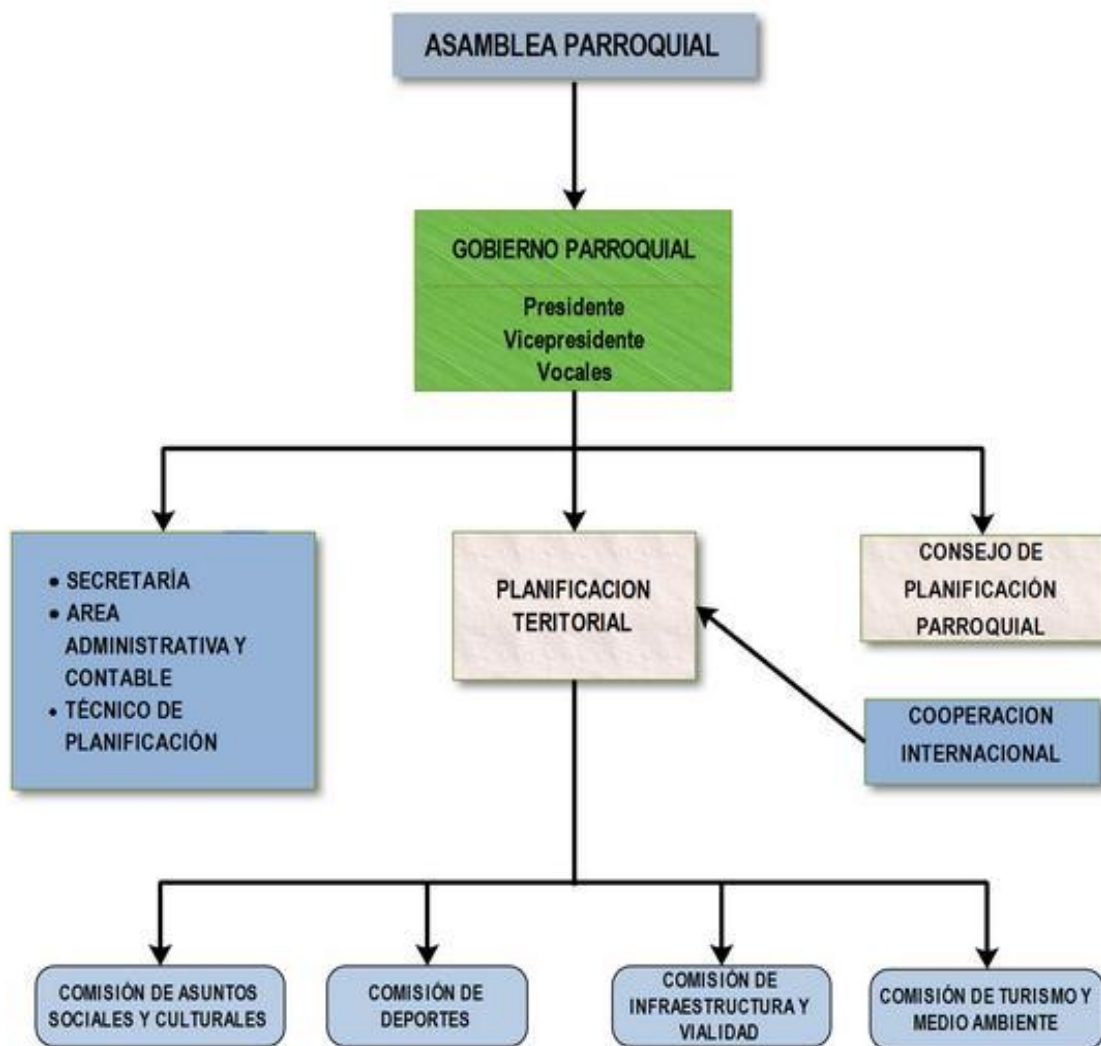 ASAMBLEA PARROQUIAL
GOBIERNO PARROQUIAL
Presidente
Vicepresidente
Vocales
• SECRETARÍA
• AREA
ADMINISTRATIVA Y
CONTABLE
• TÉCNICO DE
PLANIFICACIÓN
PLANIFICACION
TERITORIAL
CONSEJO DE
PLANIFICACIÓN
PARROQUIAL
COOPERACION
INTERNACIONAL
COMISIÓN DE ASUNTOS
SOCIALES Y CULTURALES
COMISIÓN DE
DEPORTES
COMISIÓN DE
INFRAESTRUCTURA Y
VIALIDAD
COMISIÓN DE TURISMO Y
MEDIO AMBIENTE